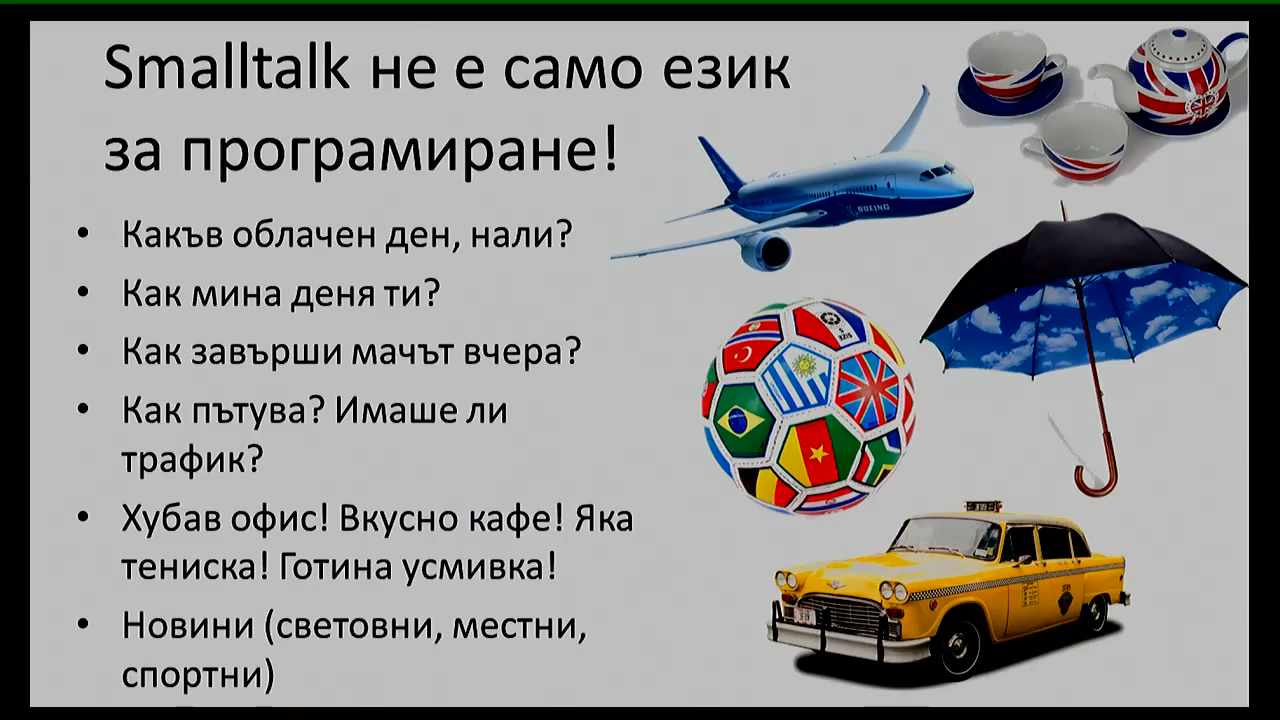 Smalltalk не е само език
за програмиране!
• Какъв облачен ден, нали?
• Как мина деня ти?
• Как завърши мачът вчера?
• Как пътува? Имаше ли
трафик?
• Хубав офис! Вкусно кафе! Яка
тениска! Готина усмивка!
• Новини (световни, местни,
спортни)
BOEING